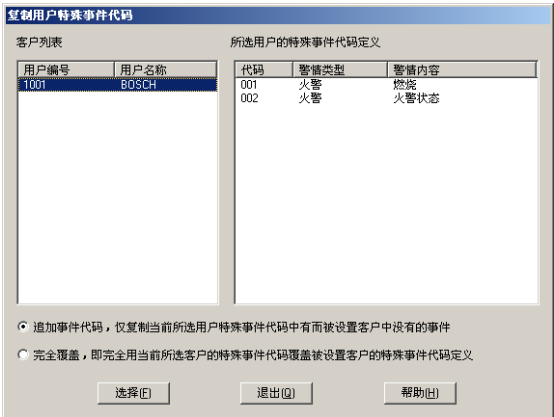 复制用户特殊事件代码
客户列表 所选用户的特殊事件代码定义
用户编号 用户名称 代码 警情类型 警情内容
1001 BOSCH 001 火警 燃烧
002 火警 火警状态
追加事件代码，仅复制当前所选用户特殊事件代码中有而被设置客户中没有的事件
完全覆盖，即完全用当前所选客户的特殊事件代码覆盖被设置客户的特殊事件代码定义
选择(F) 退出(Q) 帮助(H)